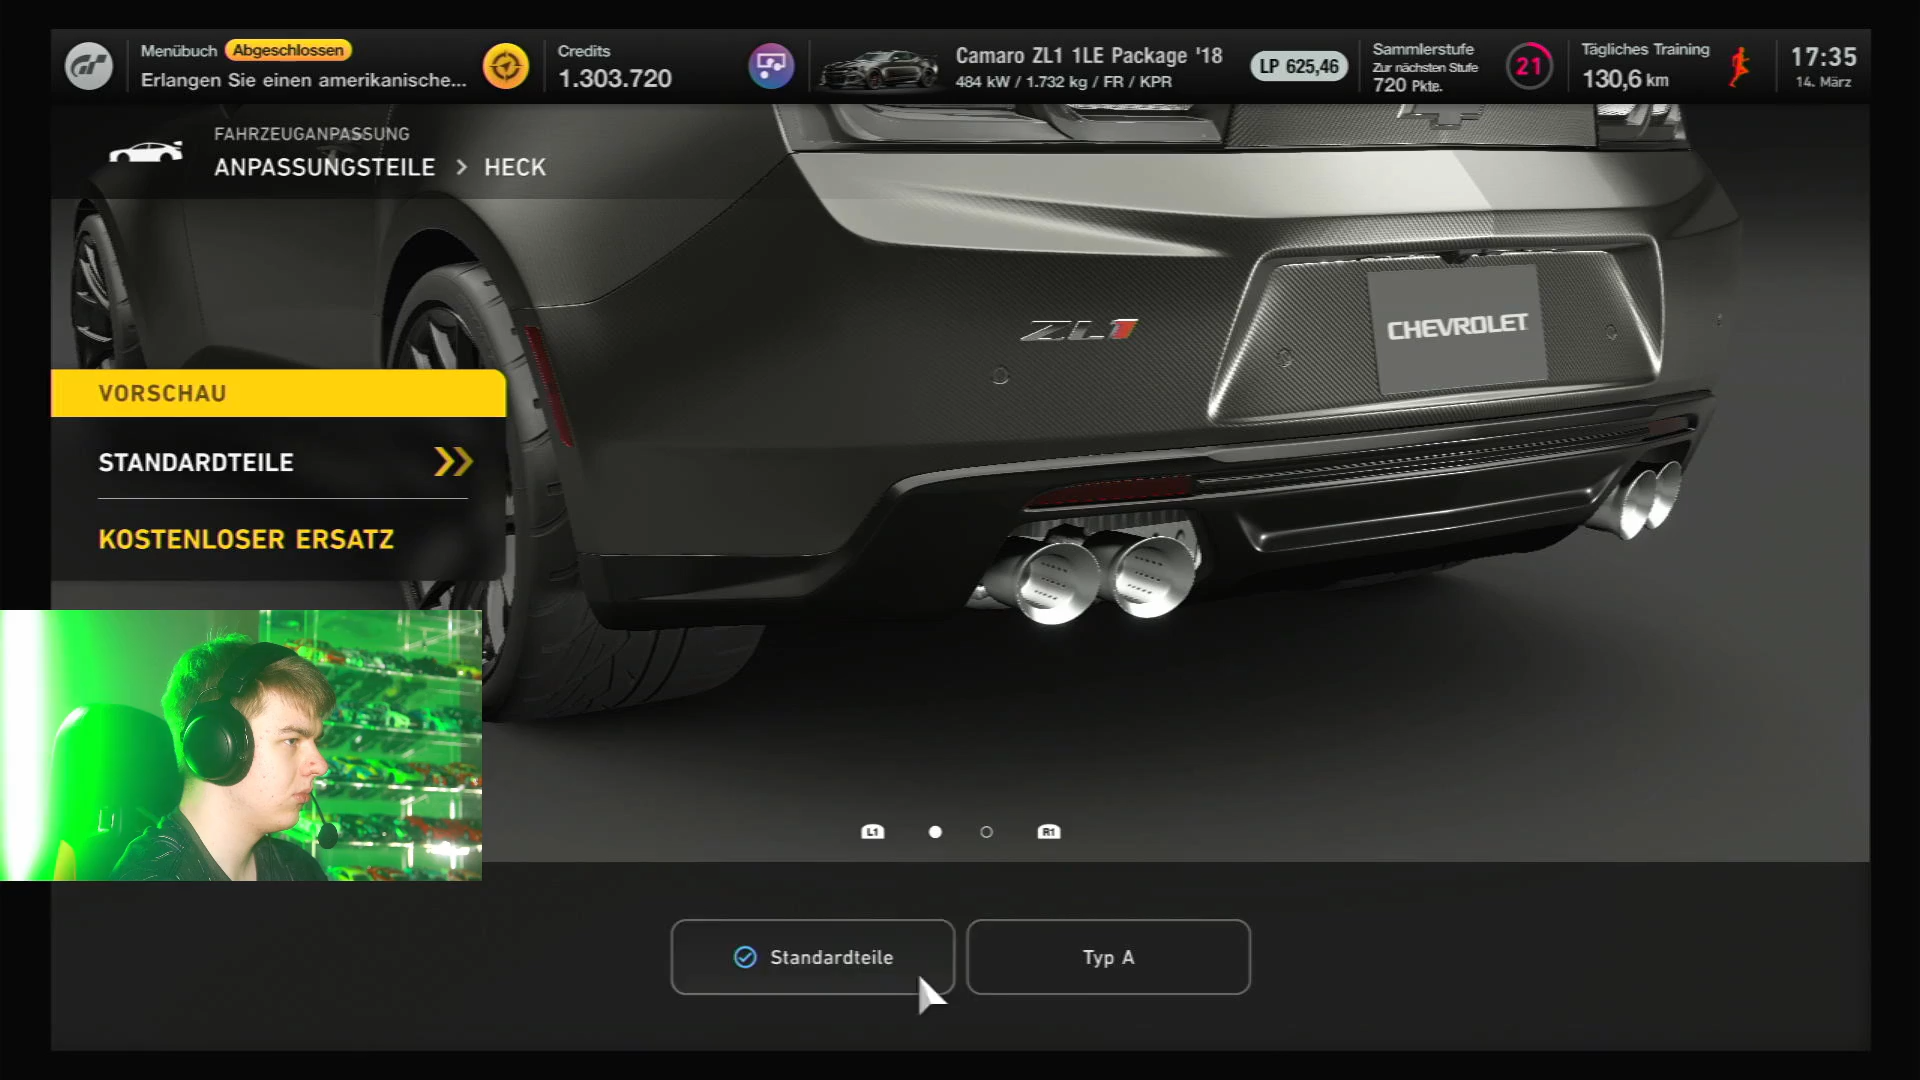 Menübuch Abgeschlossen
Erlangen Sie einen amerikanische...
Credits
1.303.720
Camaro ZL1 1LE Package '18
484 kW / 1.732 kg / FR / KPR
LP 625,46
Sammlerstufe
Zur nächsten Stufe
720 Pkte.
21
Tägliches Training
130,6 km
17:35
14. März
FAHRZEUGANPASSUNG
ANPASSUNGSTEILE > HECK
ZL1
CHEVROLET
VORSCHAU
STANDARDTEILE
KOSTENLOSER ERSATZ
L1
R1
Standardteile
Typ A